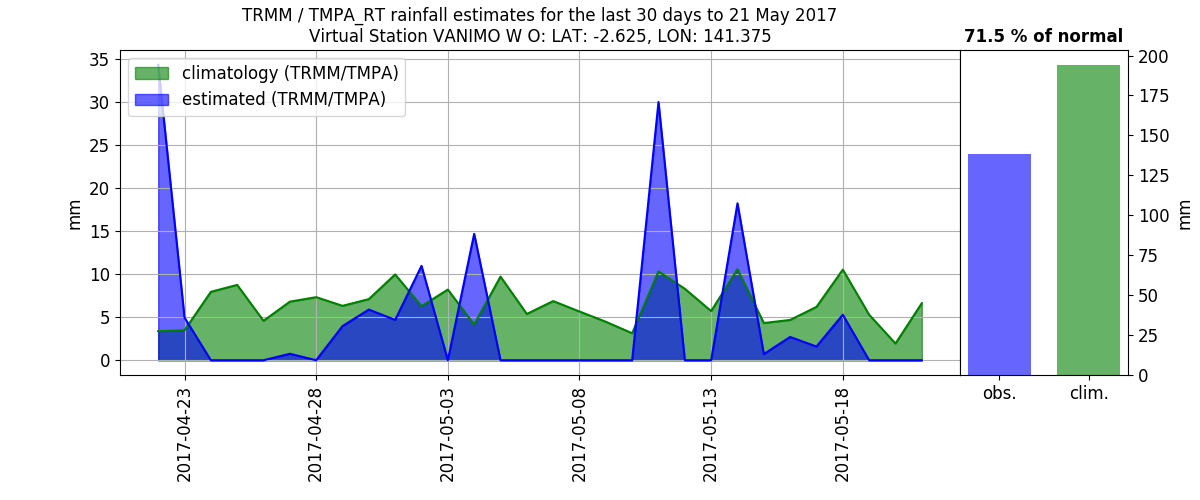 TRMM / TMPA_RT rainfall estimates for the last 30 days to 21 May 2017
Virtual Station VANIMO W O: LAT: -2.625, LON: 141.375
71.5 % of normal
climatology (TRMM/TMPA)
estimated (TRMM/TMPA)
35
30
25
20
15
10
5
0
mm
2017-04-23
2017-04-28
2017-05-03
2017-05-08
2017-05-13
2017-05-18
200
175
150
125
100
75
50
25
0
mm
obs.
clim.